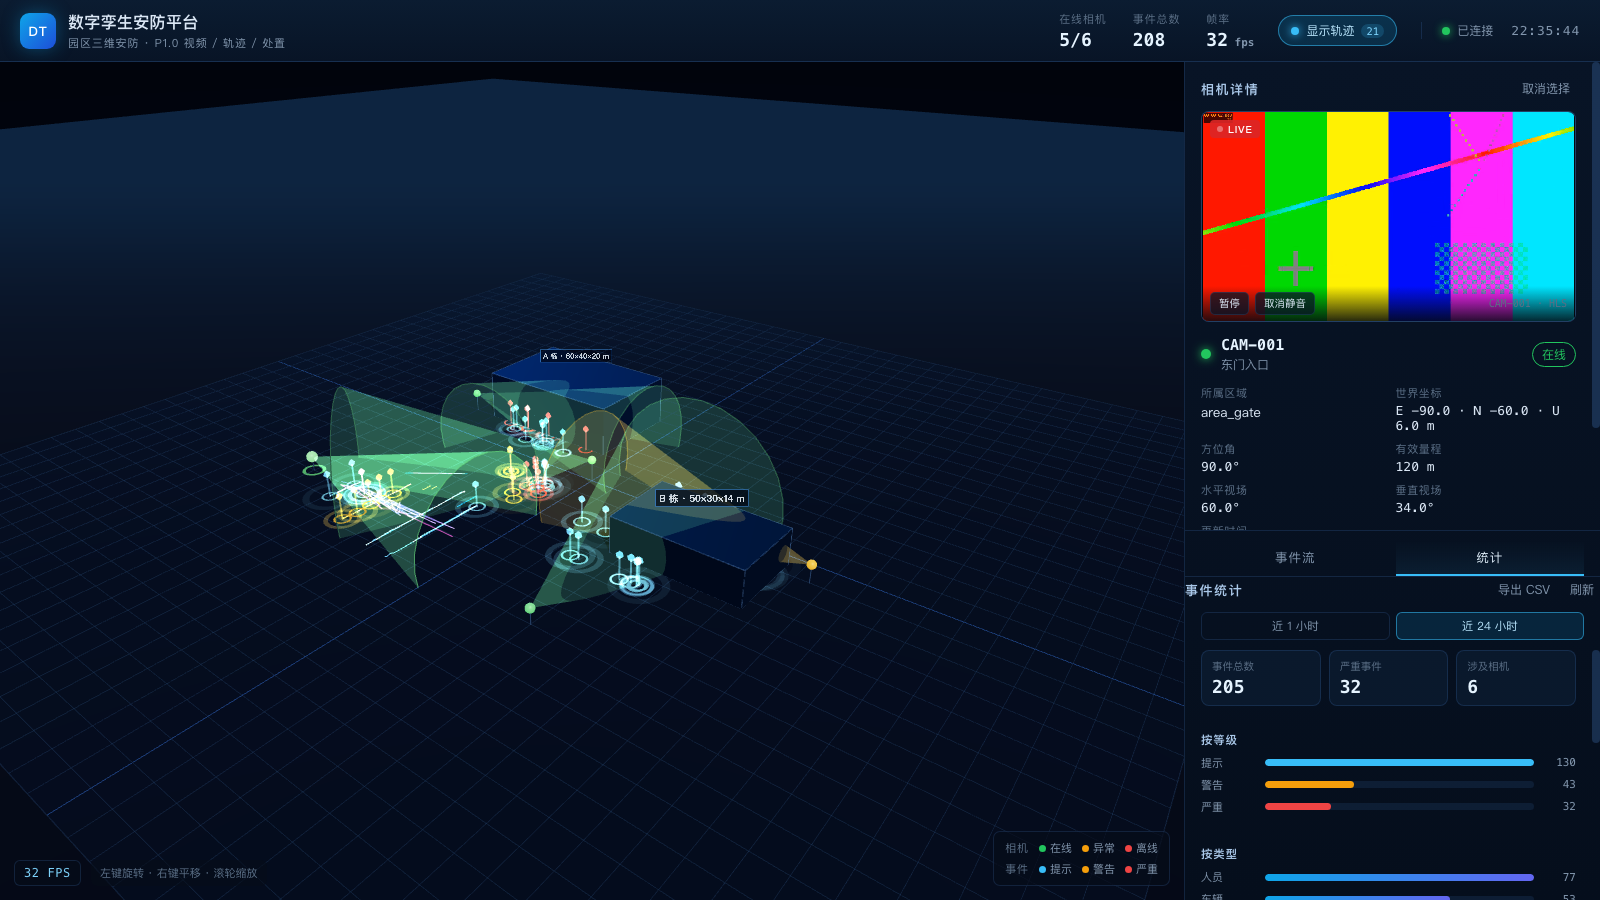 DT
数字孪生安防平台
园区三维安防 · P1.0 视频 / 轨迹 / 处置
在线相机
5/6
事件总数
208
帧率
32 fps
显示轨迹 21
已连接
22:35:44
A 栋 · 60×40×20 m
B 栋 · 50×30×14 m
32 FPS
左键旋转 · 右键平移 · 滚轮缩放
相机 在线 异常 离线
事件 提示 警告 严重
相机详情
取消选择
LIVE
暂停
取消静音
CAM-001
CAM-001
东门入口
在线
所属区域
area_gate
世界坐标
E -90.0 · N -60.0 · U
6.0 m
方位角
90.0°
有效量程
120 m
水平视场
60.0°
垂直视场
34.0°
更新时间
事件流
统计
事件统计
导出 CSV
刷新
近 1 小时
近 24 小时
事件总数
205
严重事件
32
涉及相机
6
按等级
提示 130
警告 43
严重 32
按类型
人员 77
车辆 53